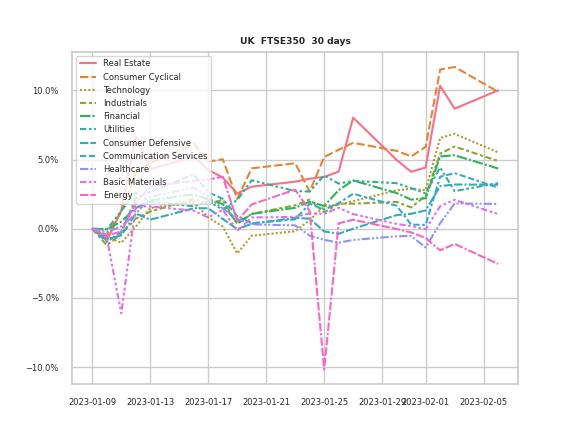 UK FTSE350 30 days
Real Estate
Consumer Cyclical
Technology
Industrials
Financial
Utilities
Consumer Defensive
Communication Services
Healthcare
Basic Materials
Energy
10.0%
5.0%
0.0%
−5.0%
−10.0%
2023-01-09 2023-01-13 2023-01-17 2023-01-21 2023-01-25 2023-01-29 2023-02-01 2023-02-05